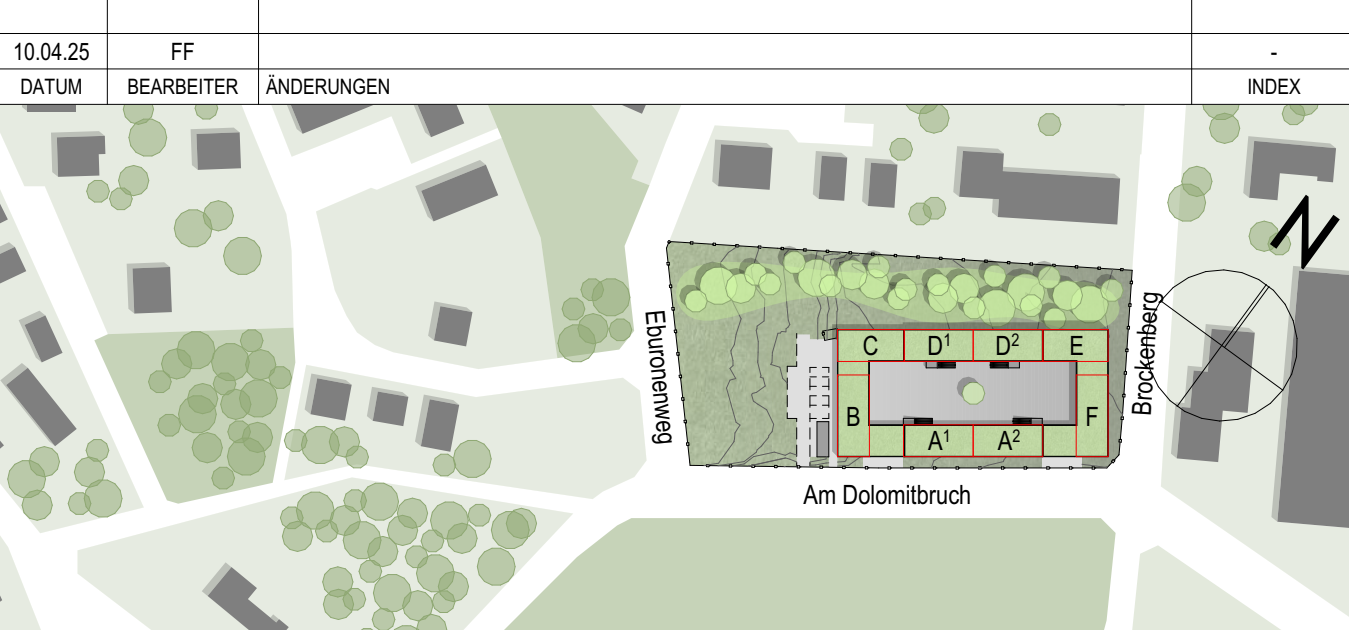 10.04.25 FF -
DATUM BEARBEITER ÄNDERUNGEN INDEX
N
Eburonenweg
Brockenberg
C D¹ D² E
B F
A¹ A²
Am Dolomitbruch